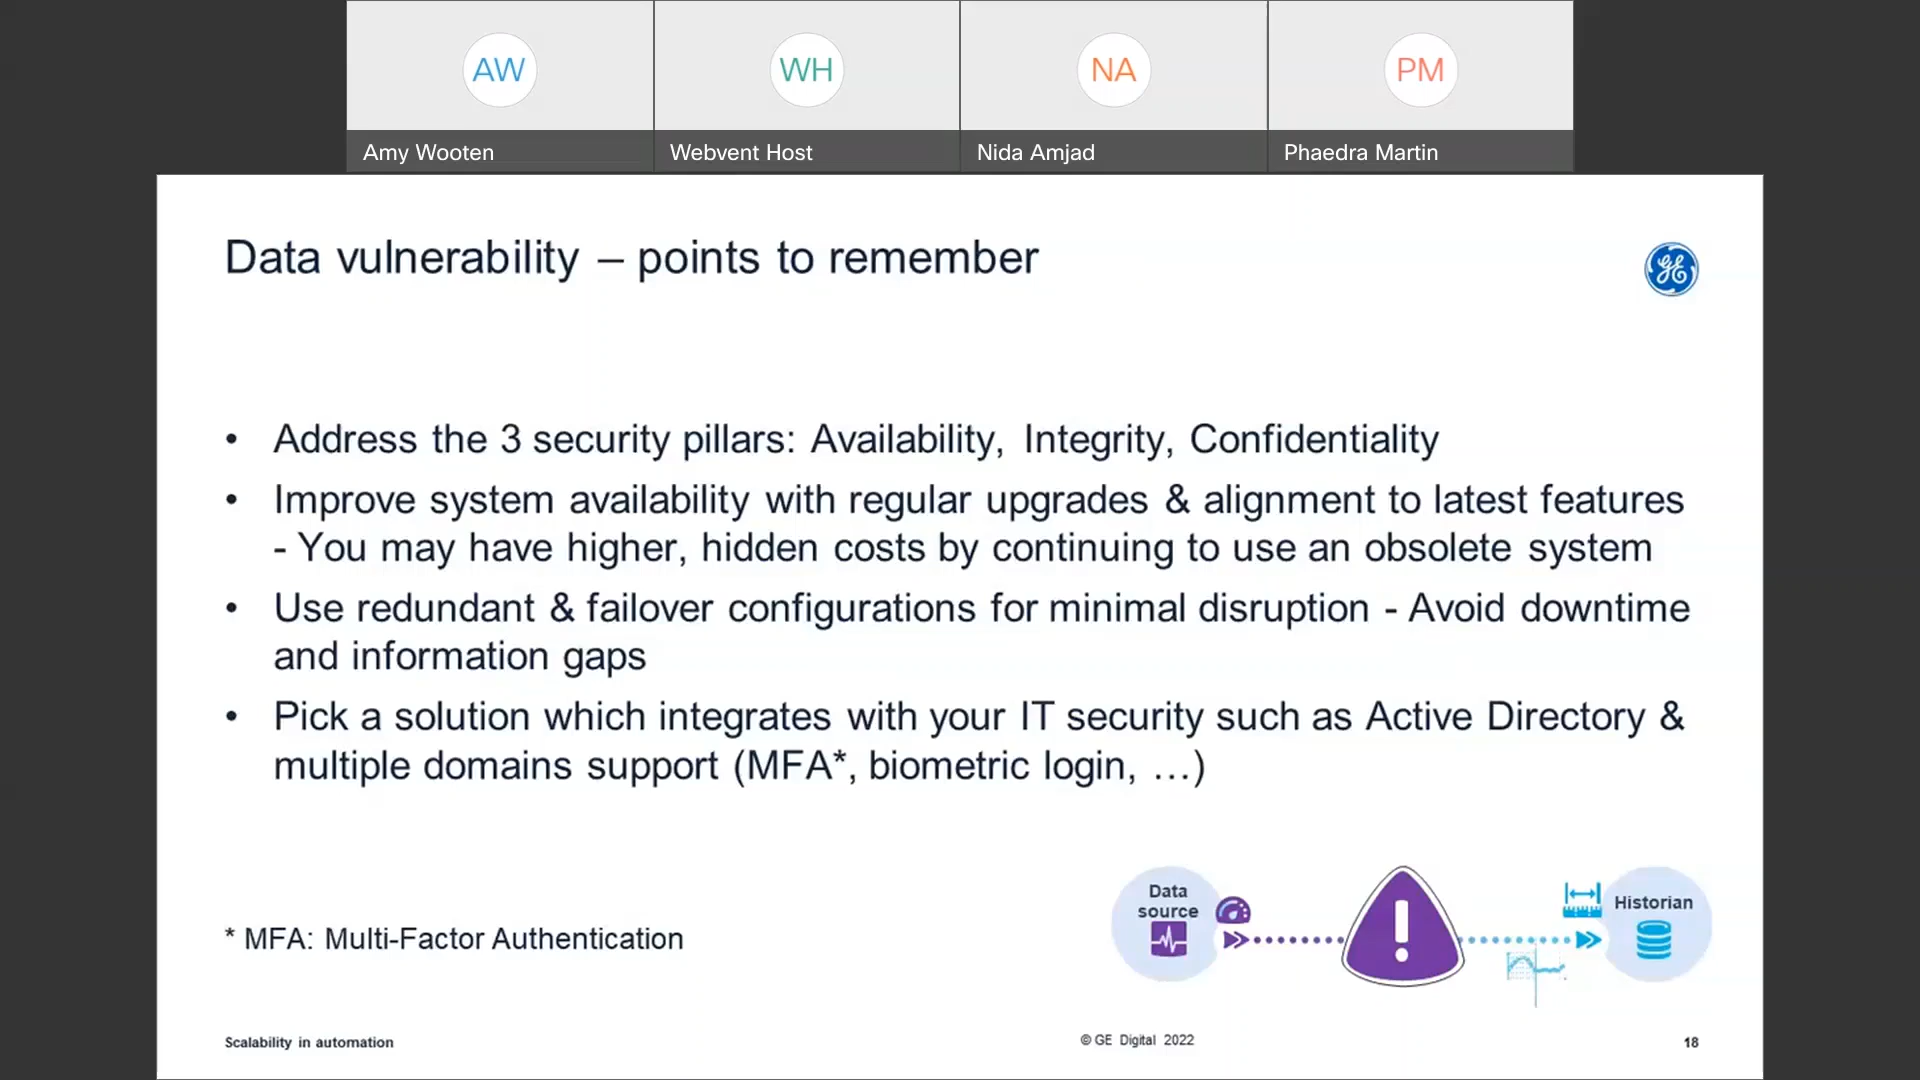 AW
WH
NA
PM
Amy Wooten
Webvent Host
Nida Amjad
Phaedra Martin
Data vulnerability – points to remember
GE
• Address the 3 security pillars: Availability, Integrity, Confidentiality
• Improve system availability with regular upgrades & alignment to latest features
- You may have higher, hidden costs by continuing to use an obsolete system
• Use redundant & failover configurations for minimal disruption - Avoid downtime
and information gaps
• Pick a solution which integrates with your IT security such as Active Directory &
multiple domains support (MFA*, biometric login, …)
Data
source
!
Historian
* MFA: Multi-Factor Authentication
Scalability in automation
© GE Digital 2022
18